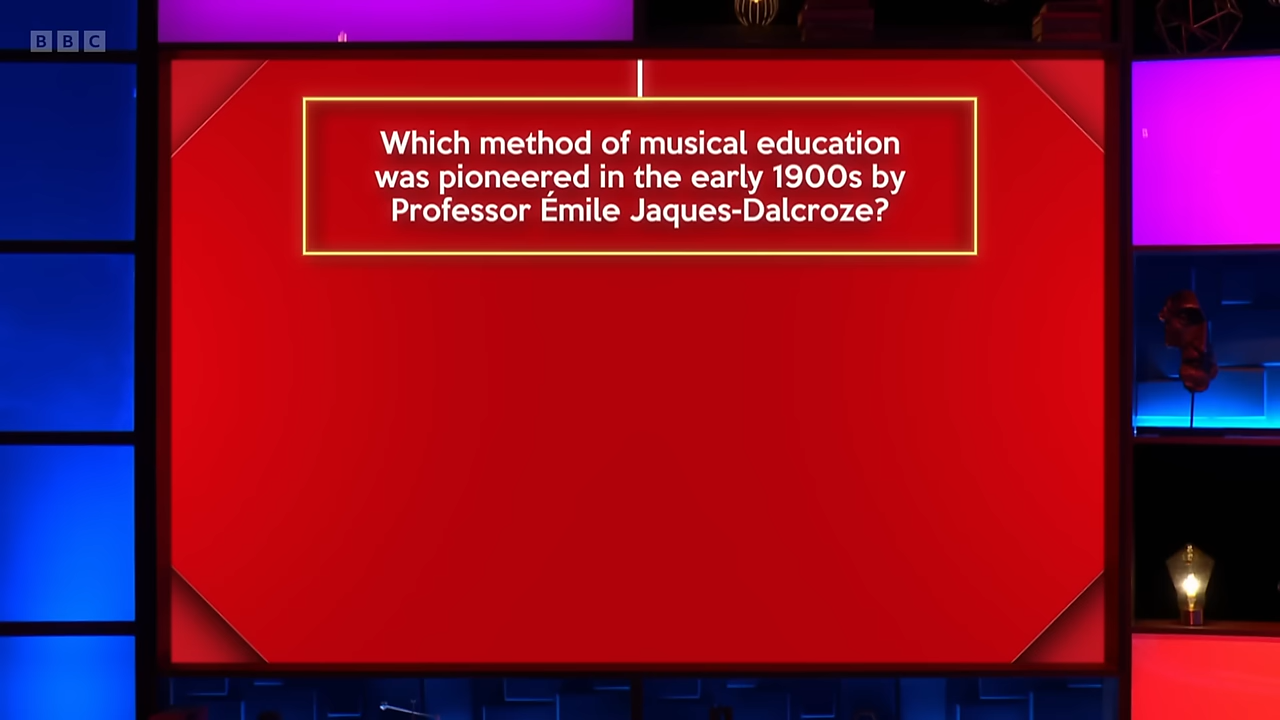 BBC
Which method of musical education
was pioneered in the early 1900s by
Professor Émile Jaques-Dalcroze?